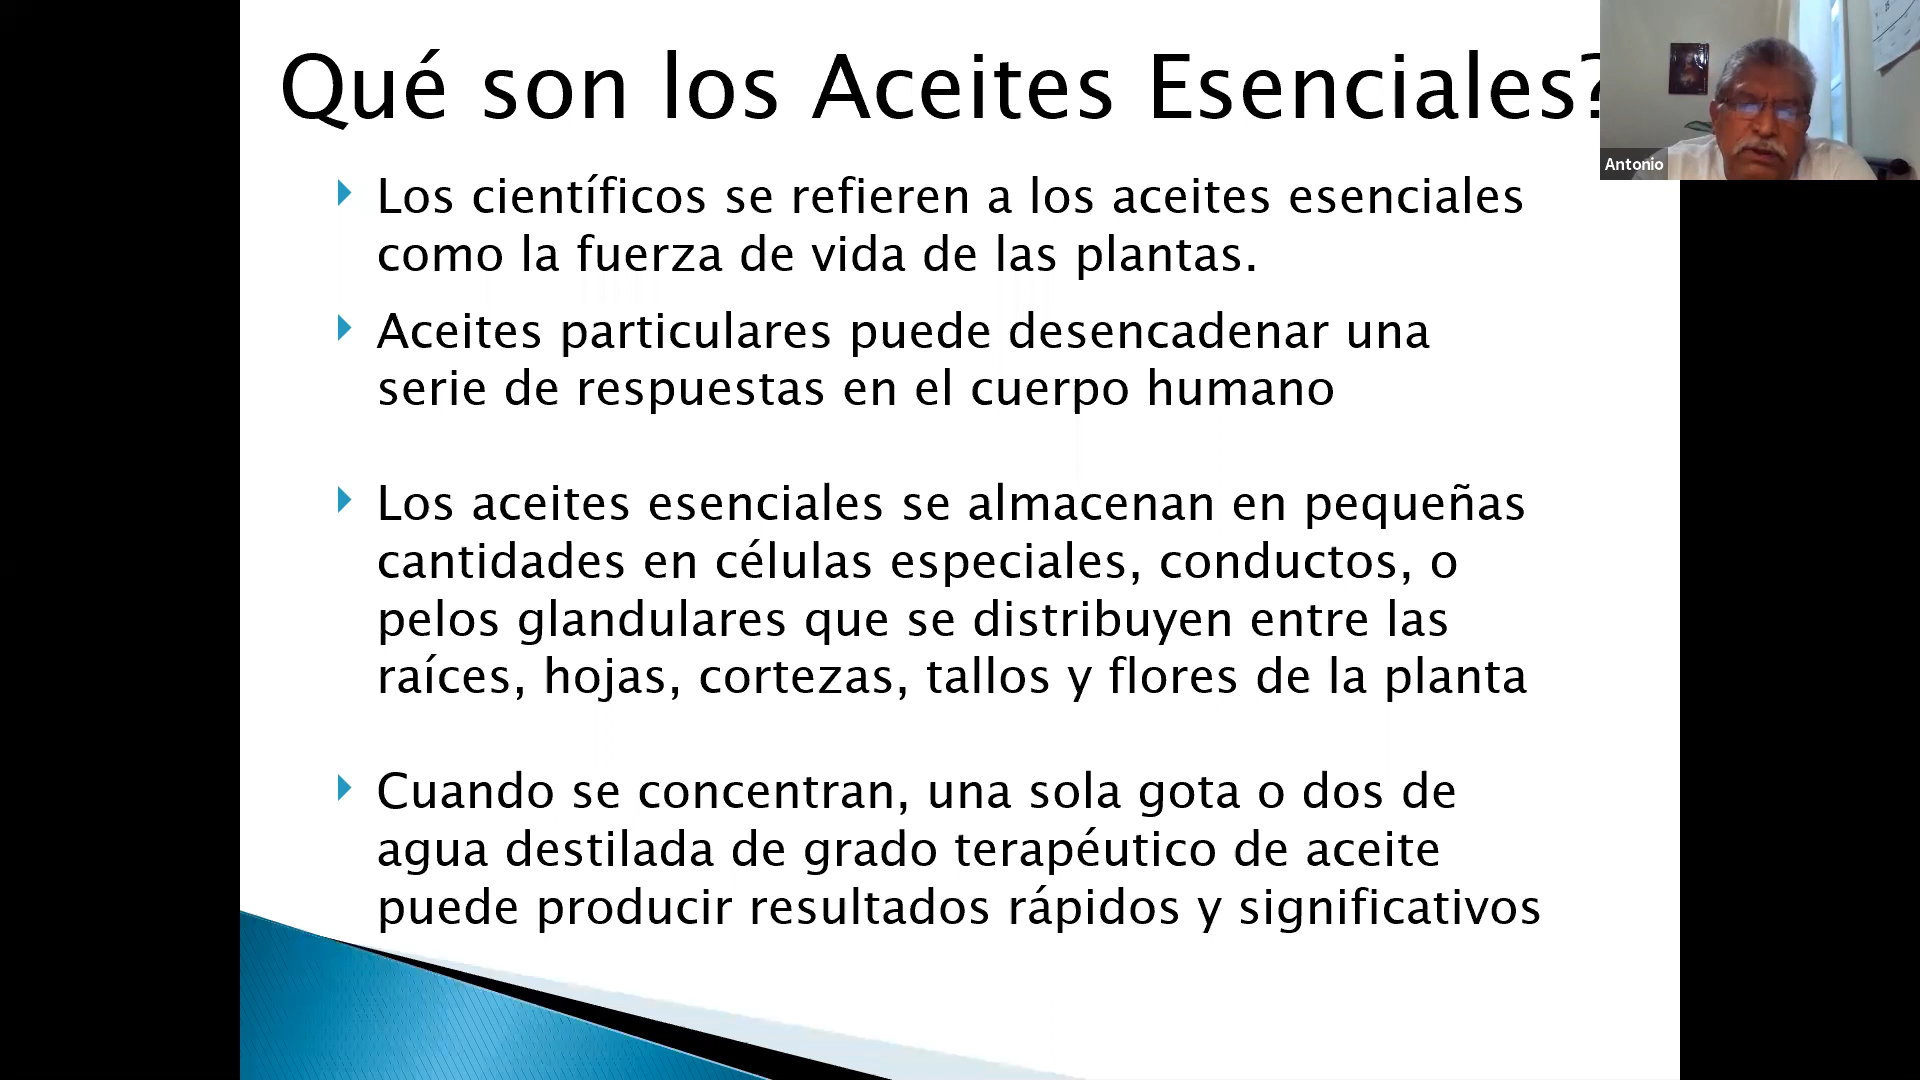 Qué son los Aceites Esenciales?
Antonio
Los científicos se refieren a los aceites esenciales
como la fuerza de vida de las plantas.
Aceites particulares puede desencadenar una
serie de respuestas en el cuerpo humano
Los aceites esenciales se almacenan en pequeñas
cantidades en células especiales, conductos, o
pelos glandulares que se distribuyen entre las
raíces, hojas, cortezas, tallos y flores de la planta
Cuando se concentran, una sola gota o dos de
agua destilada de grado terapéutico de aceite
puede producir resultados rápidos y significativos